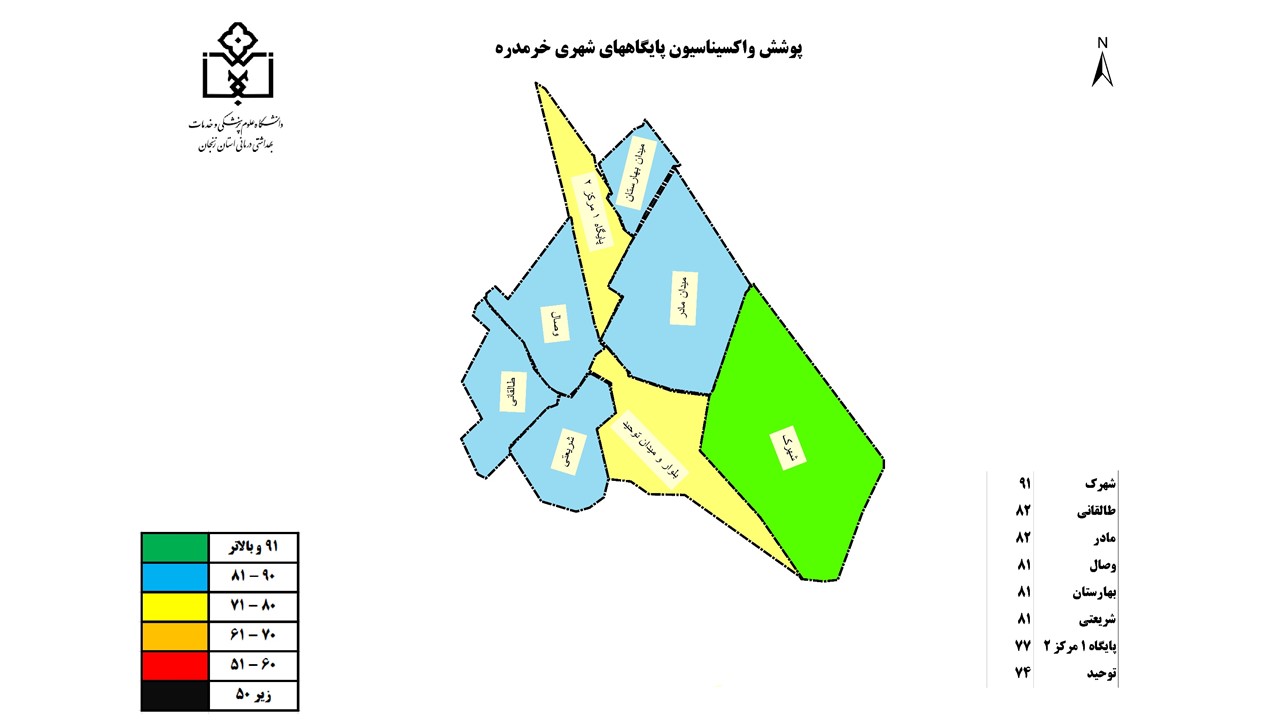 پوشش واکسیناسیون پایگاههای شهری خرمدره
N
دانشگاه علوم پزشکی و خدمات
بهداشتی درمانی استان زنجان
میدان بهارستان
پایگاه ۱ مرکز ۲
میدان مادر
وصال
طالقانی
شریعتی
بلوار و میدان توحید
شهرک
شهرک ۹۱
طالقانی ۸۲
مادر ۸۲
وصال ۸۱
بهارستان ۸۱
شریعتی ۸۱
پایگاه ۱ مرکز ۲ ۷۷
توحید ۷۴
۹۱ و بالاتر
۸۱ – ۹۰
۷۱ – ۸۰
۶۱ – ۷۰
۵۱ – ۶۰
زیر ۵۰